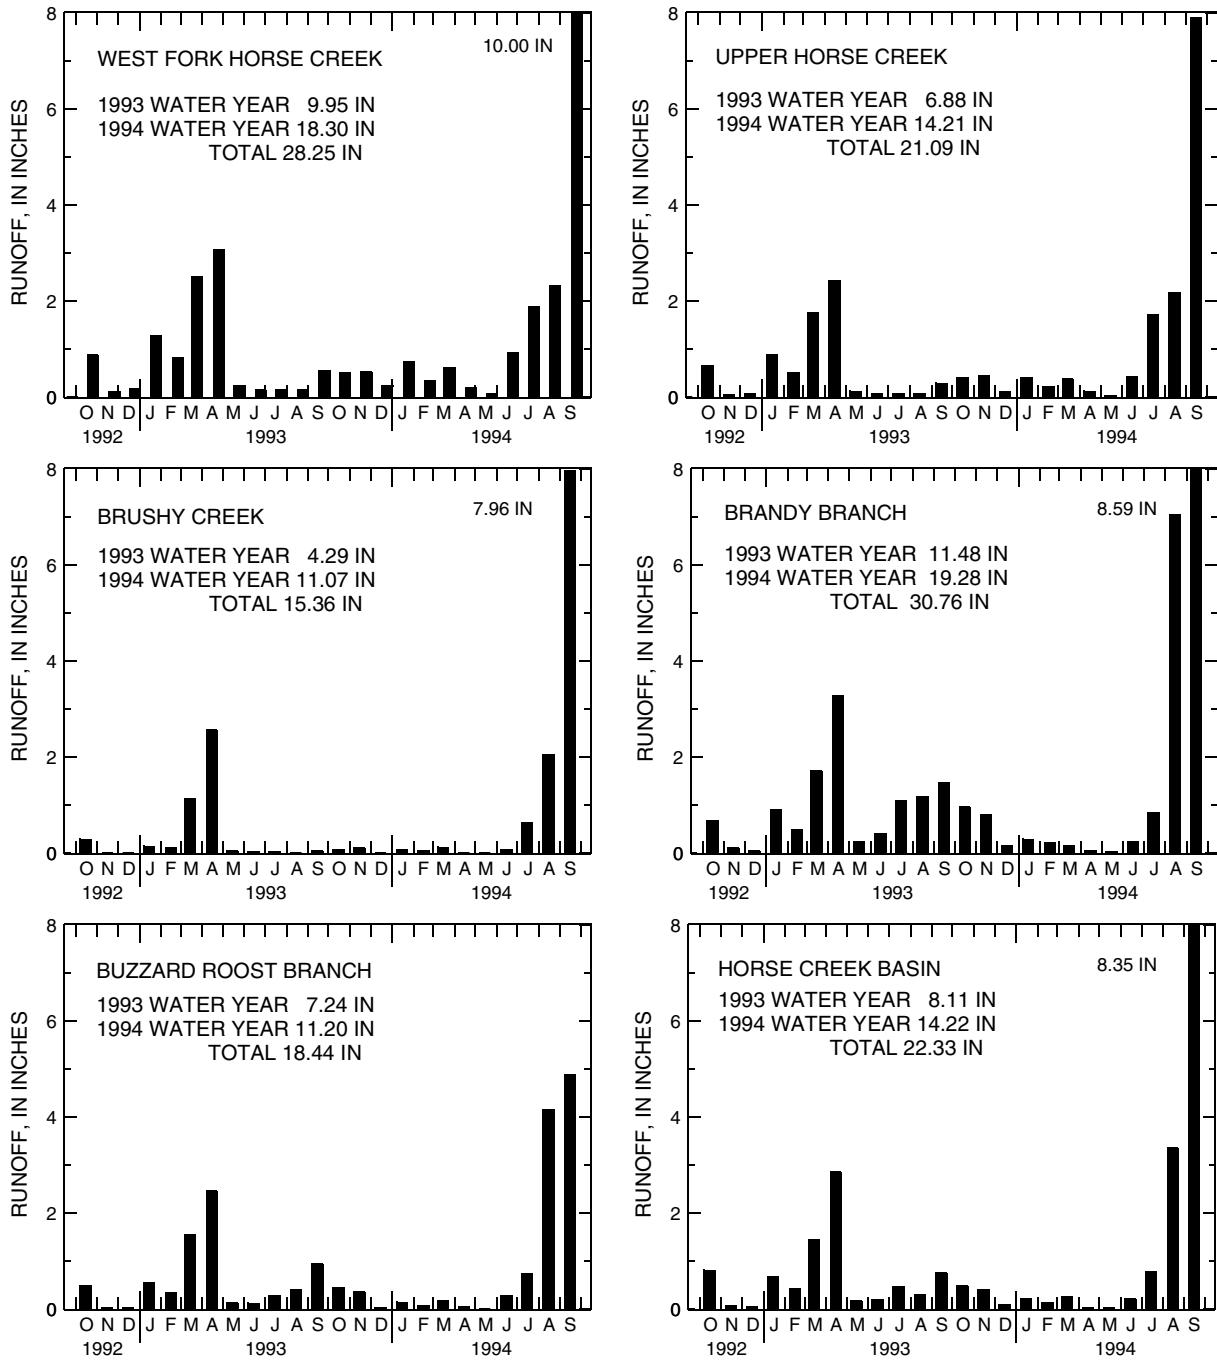 8
6
4
2
0
RUNOFF, IN INCHES
WEST FORK HORSE CREEK
10.00 IN
1993 WATER YEAR 9.95 IN
1994 WATER YEAR 18.30 IN
TOTAL 28.25 IN
O N D J F M A M J J A S O N D J F M A M J J A S
1992 1993 1994
8
6
4
2
0
RUNOFF, IN INCHES
UPPER HORSE CREEK
1993 WATER YEAR 6.88 IN
1994 WATER YEAR 14.21 IN
TOTAL 21.09 IN
O N D J F M A M J J A S O N D J F M A M J J A S
1992 1993 1994
8
6
4
2
0
RUNOFF, IN INCHES
BRUSHY CREEK
7.96 IN
1993 WATER YEAR 4.29 IN
1994 WATER YEAR 11.07 IN
TOTAL 15.36 IN
O N D J F M A M J J A S O N D J F M A M J J A S
1992 1993 1994
8
6
4
2
0
RUNOFF, IN INCHES
BRANDY BRANCH
8.59 IN
1993 WATER YEAR 11.48 IN
1994 WATER YEAR 19.28 IN
TOTAL 30.76 IN
O N D J F M A M J J A S O N D J F M A M J J A S
1992 1993 1994
8
6
4
2
0
RUNOFF, IN INCHES
BUZZARD ROOST BRANCH
1993 WATER YEAR 7.24 IN
1994 WATER YEAR 11.20 IN
TOTAL 18.44 IN
O N D J F M A M J J A S O N D J F M A M J J A S
1992 1993 1994
8
6
4
2
0
RUNOFF, IN INCHES
HORSE CREEK BASIN
8.35 IN
1993 WATER YEAR 8.11 IN
1994 WATER YEAR 14.22 IN
TOTAL 22.33 IN
O N D J F M A M J J A S O N D J F M A M J J A S
1992 1993 1994